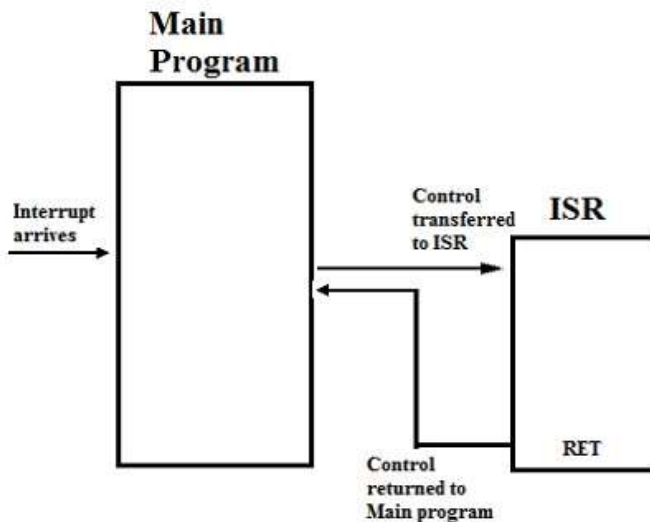 Main
Program
Interrupt
arrives
Control
transferred
to ISR
ISR
RET
Control
returned to
Main program